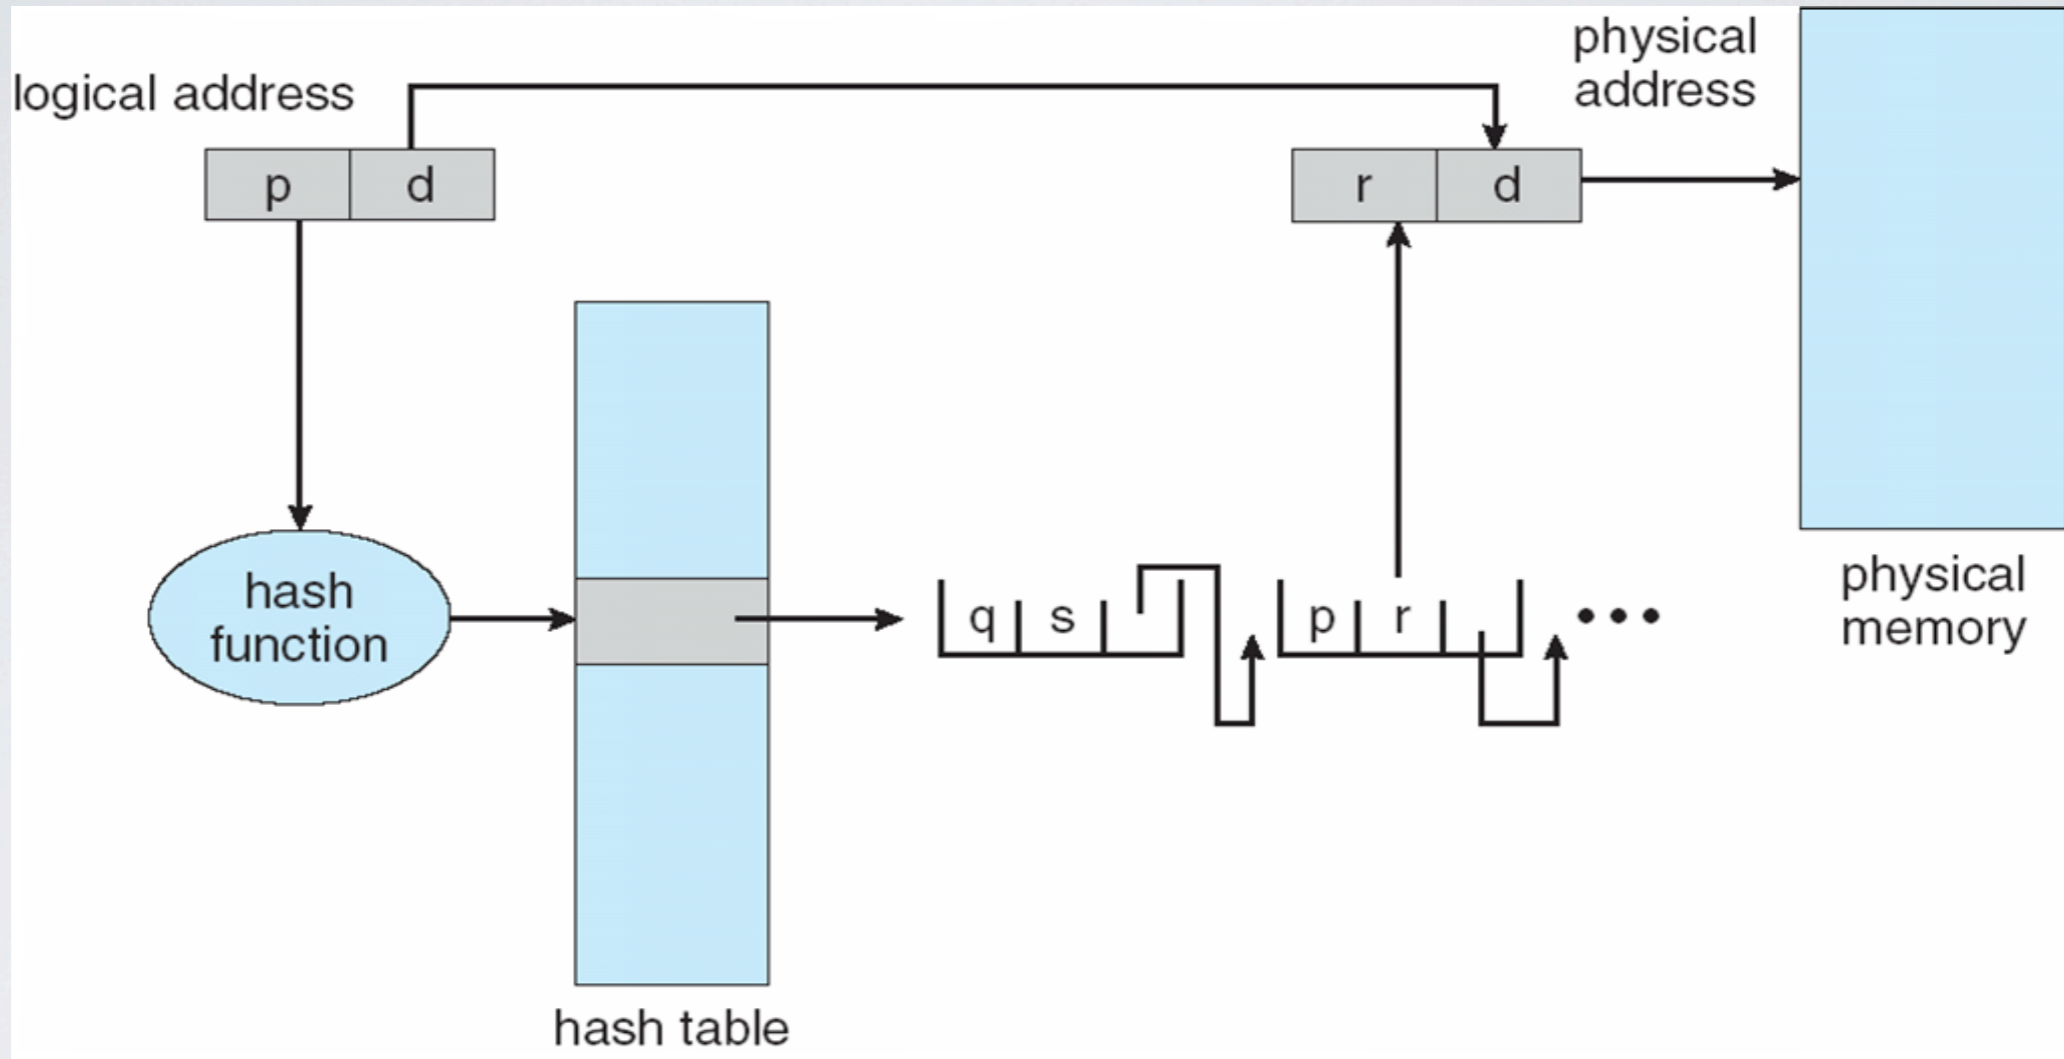 logical address
physical
address
p d
r d
hash
function
q s
p r
physical
memory
hash table